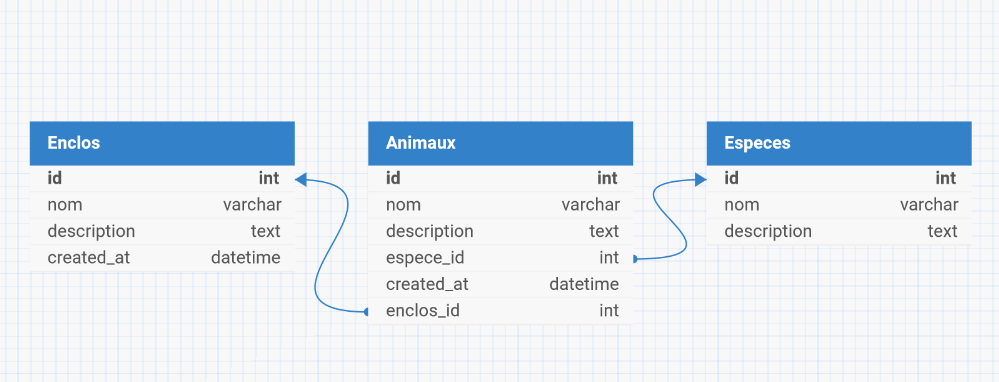 Enclos
id int
nom varchar
description text
created_at datetime
Animaux
id int
nom varchar
description text
espece_id int
created_at datetime
enclos_id int
Especes
id int
nom varchar
description text